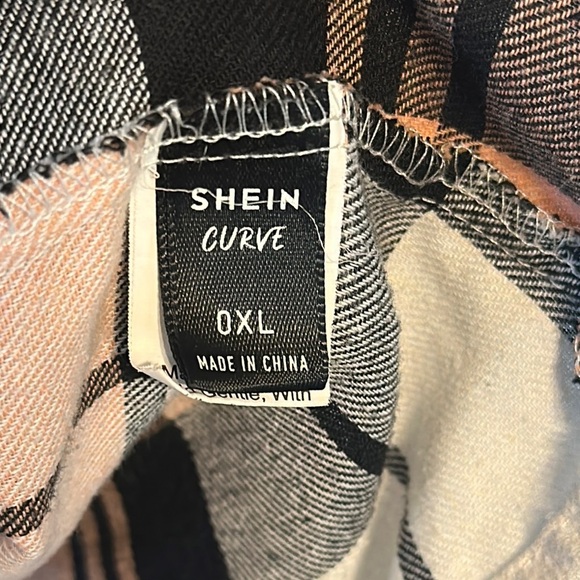 SHEIN
CURVE
0XL
MADE IN CHINA
Gentle, With